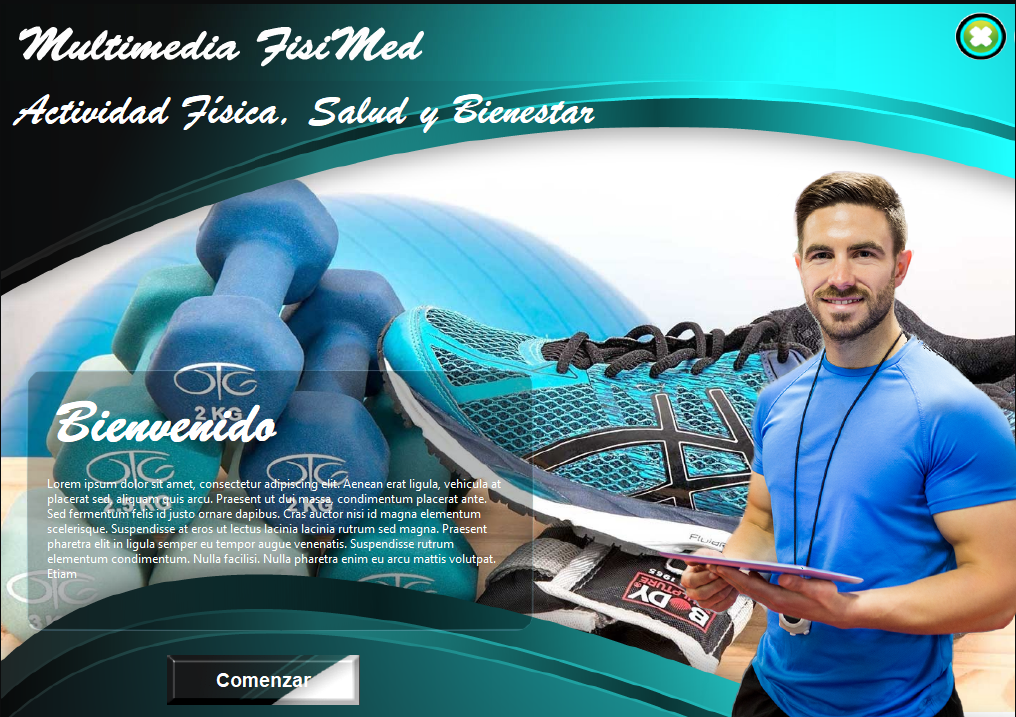 Multimedia FisiMed
Actividad Física, Salud y Bienestar
OTG
2 KG
Bienvenido
OTG
OTG
2 KG
Lorem ipsum dolor sit amet, consectetur adipiscing elit. Aenean erat ligula, vehicula at
placerat sed, aliquam quis arcu. Praesent ut dui massa, condimentum placerat ante.
Sed fermentum felis id justo ornare dapibus. Cras auctor nisi id magna elementum
scelerisque. Suspendisse at eros ut lectus lacinia lacinia rutrum sed magna. Praesent
pharetra elit in ligula semper eu tempor augue venenatis. Suspendisse rutrum
elementum condimentum. Nulla facilisi. Nulla pharetra enim eu arcu mattis volutpat.
Etiam
BODY
SCULPTURE
1965
Comenzar